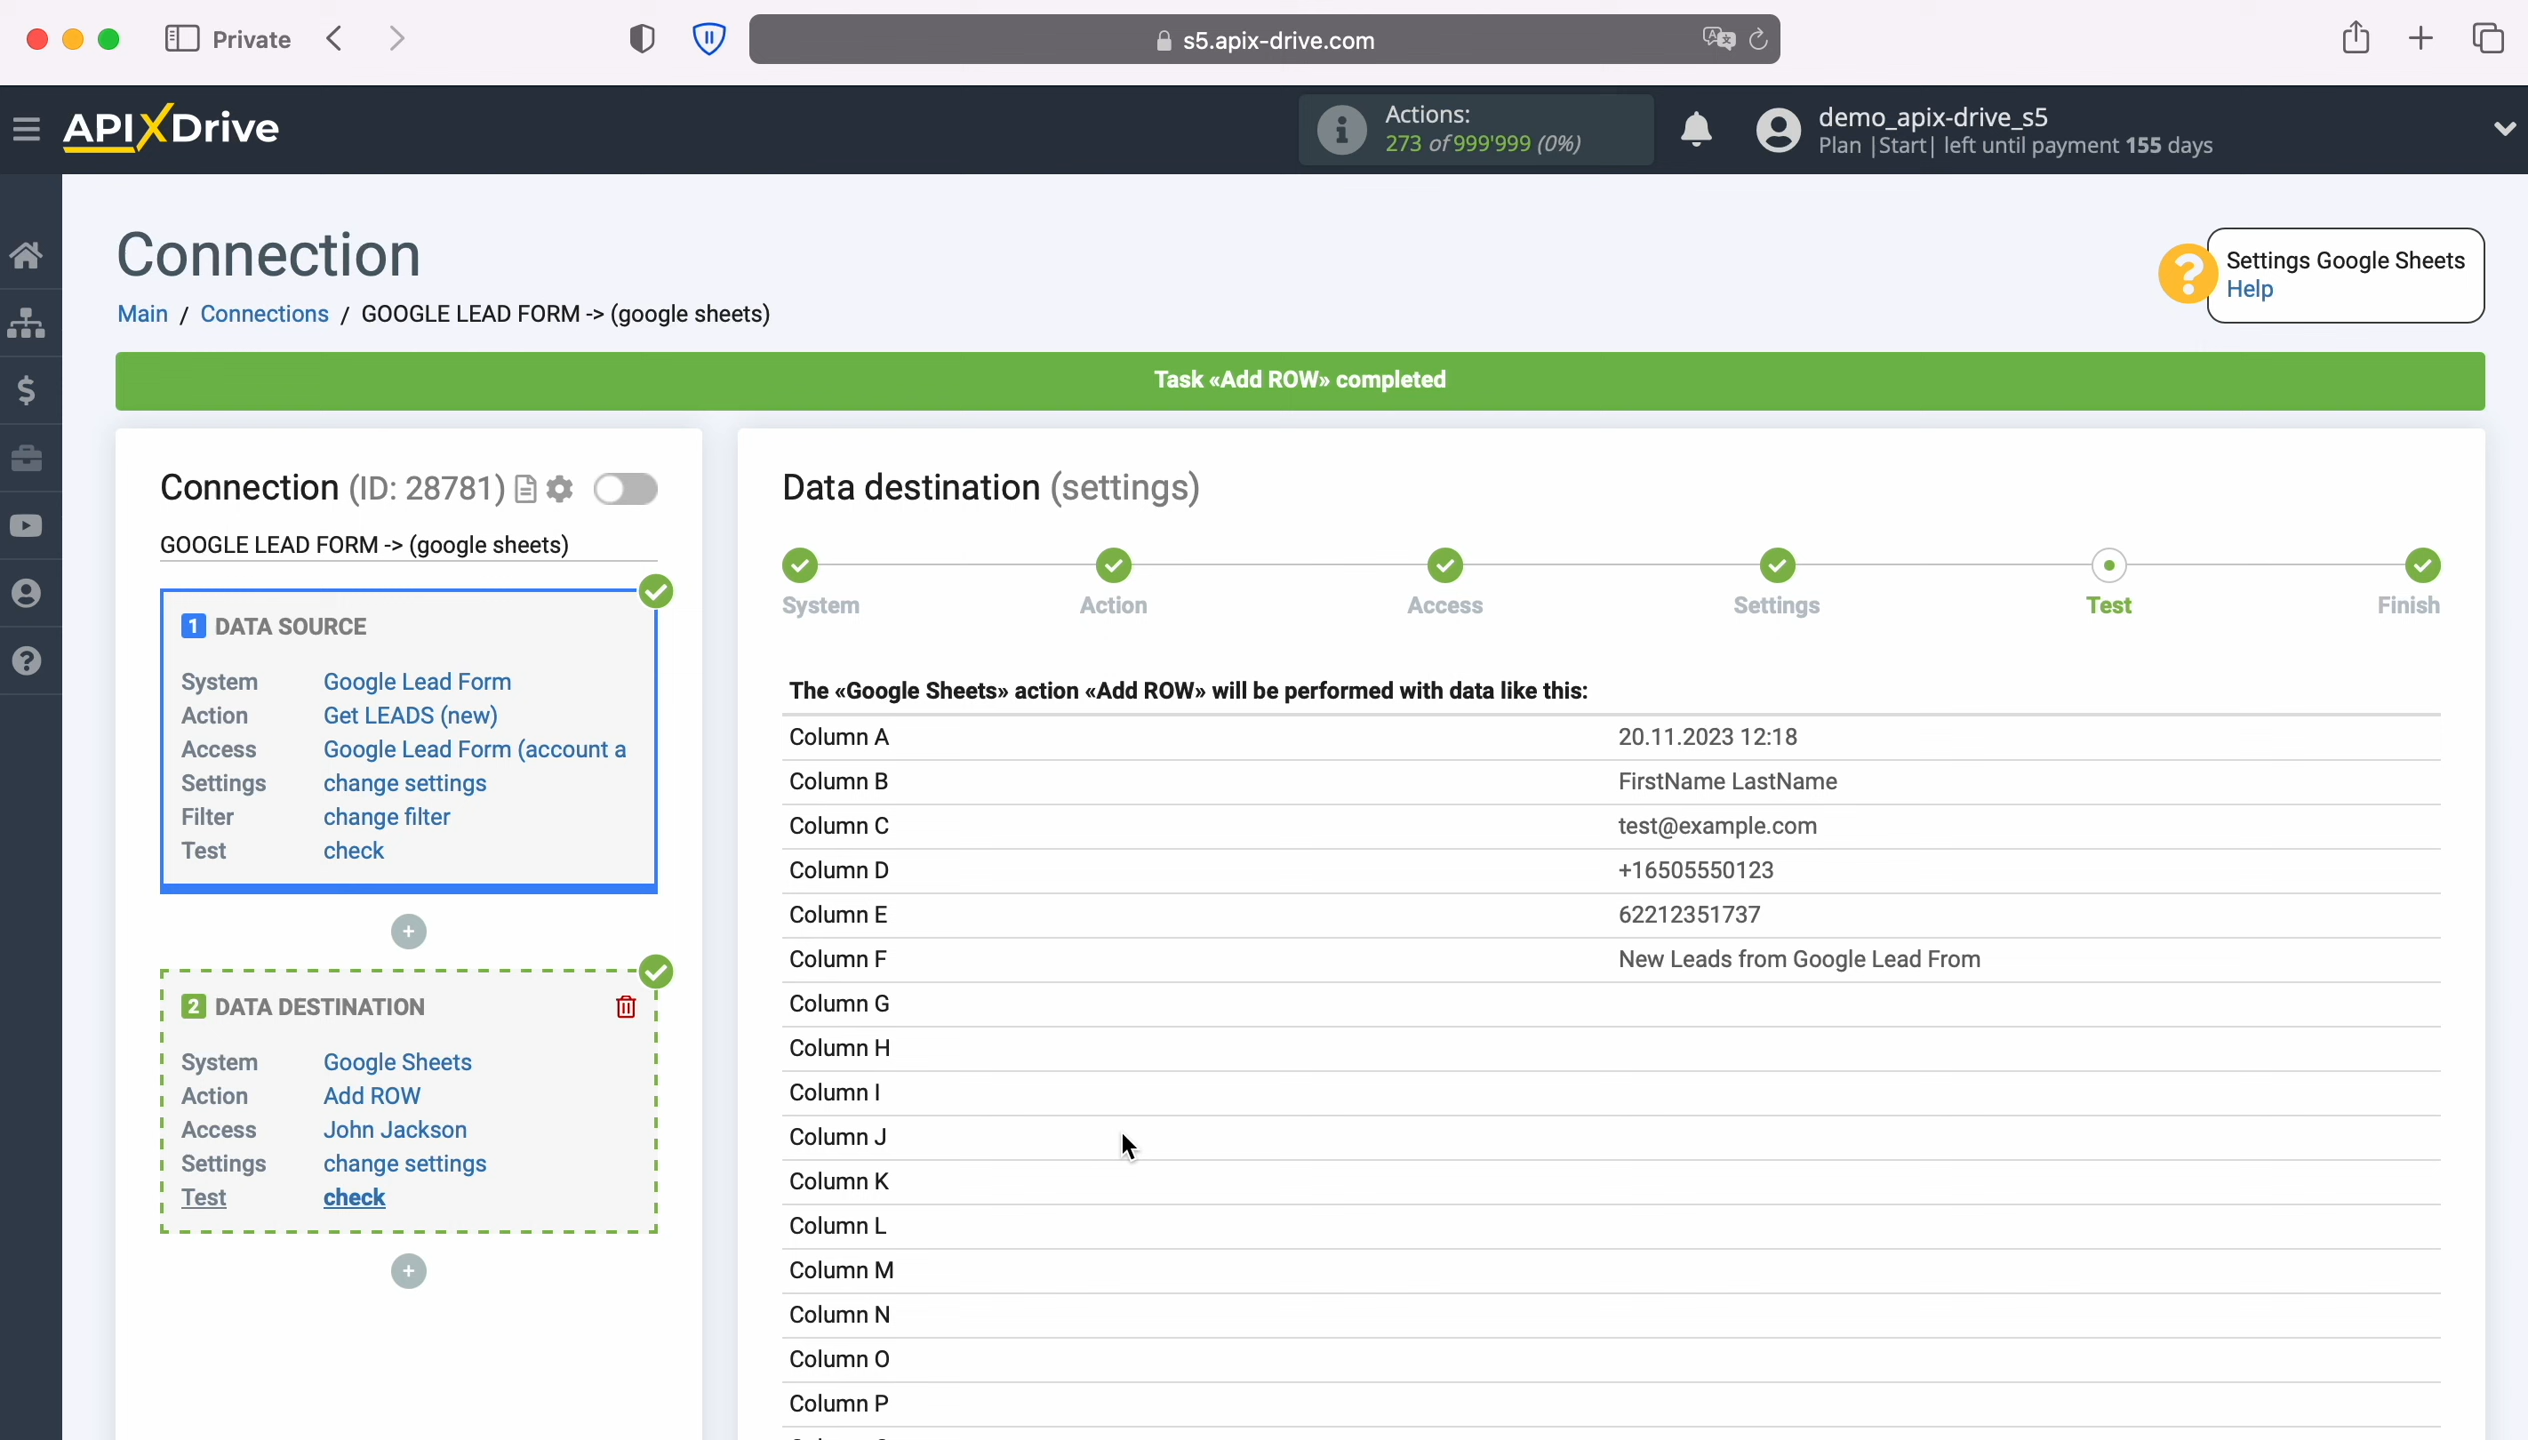 Private
s5.apix-drive.com
APIXDrive
Actions:
273 of 999'999 (0%)
demo_apix-drive_s5
Plan |Start| left until payment 155 days
Connection
Main / Connections / GOOGLE LEAD FORM -> (google sheets)
Settings Google Sheets
Help
Task «Add ROW» completed
Connection (ID: 28781)
GOOGLE LEAD FORM -> (google sheets)
1 DATA SOURCE
System Google Lead Form
Action Get LEADS (new)
Access Google Lead Form (account a
Settings change settings
Filter change filter
Test check
2 DATA DESTINATION
System Google Sheets
Action Add ROW
Access John Jackson
Settings change settings
Test check
Data destination (settings)
System Action Access Settings Test Finish
The «Google Sheets» action «Add ROW» will be performed with data like this:
Column A 20.11.2023 12:18
Column B FirstName LastName
Column C test@example.com
Column D +16505550123
Column E 62212351737
Column F New Leads from Google Lead From
Column G
Column H
Column I
Column J
Column K
Column L
Column M
Column N
Column O
Column P